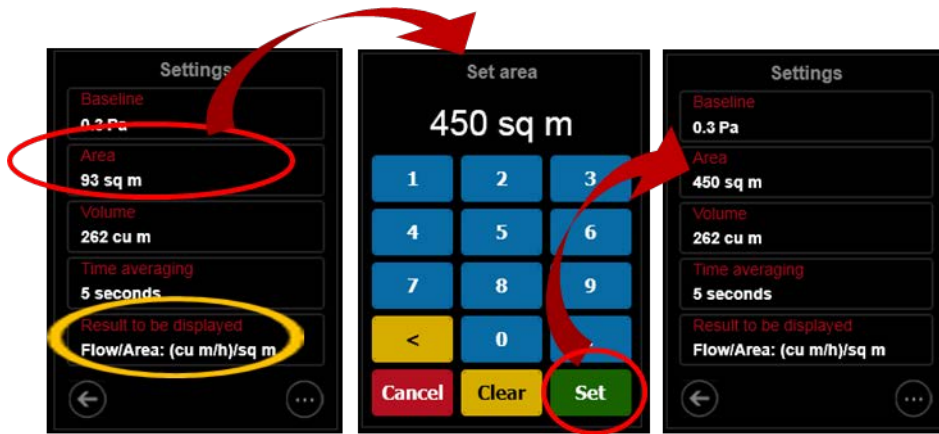 Settings
Baseline
0.3 Pa
Area
93 sq m
Volume
262 cu m
Time averaging
5 seconds
Result to be displayed
Flow/Area: (cu m/h)/sq m
Set area
450 sq m
1 2 3
4 5 6
7 8 9
< 0 .
Cancel Clear Set
Settings
Baseline
0.3 Pa
Area
450 sq m
Volume
262 cu m
Time averaging
5 seconds
Result to be displayed
Flow/Area: (cu m/h)/sq m